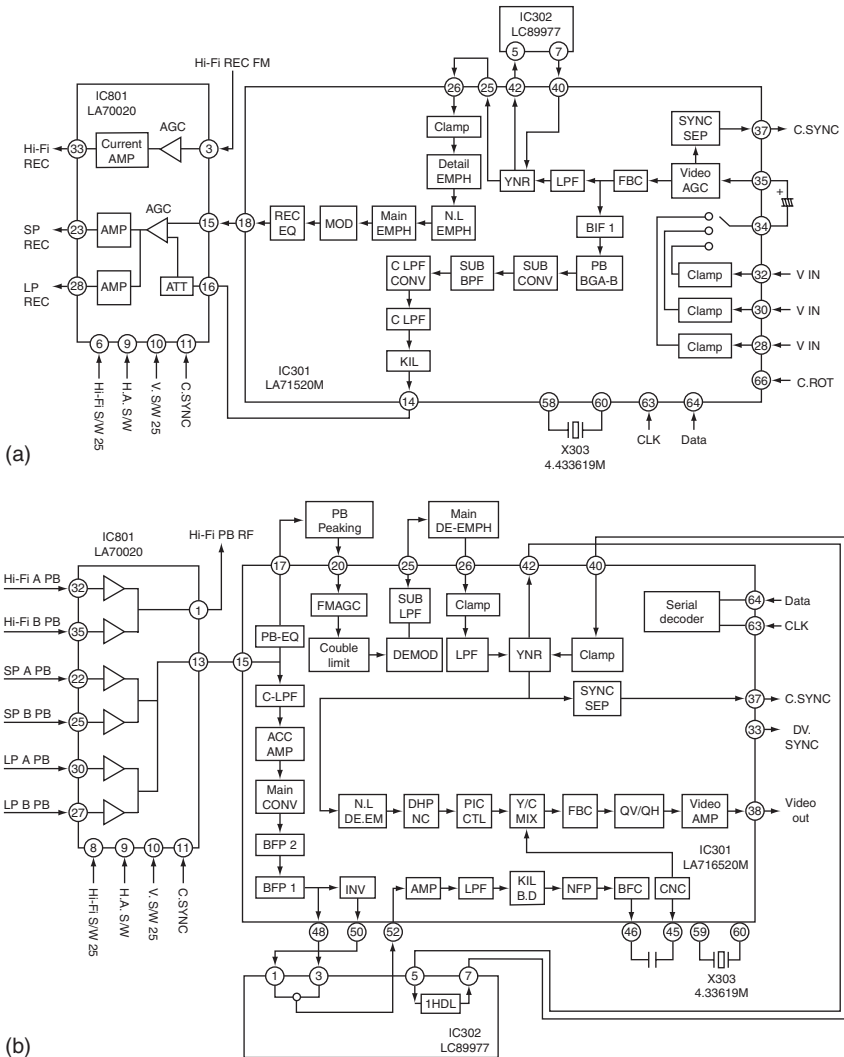 IC302
LC89977
5
7
Hi-Fi REC FM
IC801
LA70020
26
25
42
40
AGC
Clamp
SYNC
SEP
37
C.SYNC
Hi-Fi
REC
33
Current
AMP
3
Detail
EMPH
YNR
LPF
FBC
Video
AGC
35
+
SP
REC
23
AMP
AGC
15
18
REC
EQ
MOD
Main
EMPH
N.L
EMPH
BIF 1
34
LP
REC
28
AMP
ATT
16
C LPF
CONV
SUB
BPF
SUB
CONV
PB
BGA-B
Clamp
32
V IN
C LPF
Clamp
30
V IN
KIL
Clamp
28
V IN
6
9
10
11
IC301
LA71520M
66
C.ROT
Hi-Fi S/W 25
H.A. S/W
V. S/W 25
C.SYNC
14
58
60
63
64
X303
4.433619M
CLK
Data
(a)
IC801
LA70020
Hi-Fi PB RF
PB
Peaking
Main
DE-EMPH
17
20
25
26
42
40
Hi-Fi A PB
32
FMAGC
SUB
LPF
Clamp
Serial
decoder
64
Data
Hi-Fi B PB
35
1
63
CLK
PB-EQ
Couble
limit
DEMOD
LPF
YNR
Clamp
SP A PB
22
13
15
SP B PB
25
C-LPF
SYNC
SEP
37
C.SYNC
ACC
AMP
33
DV.
SYNC
LP A PB
30
Main
CONV
N.L
DE.EM
DHP
NC
PIC
CTL
Y/C
MIX
FBC
QV/QH
Video
AMP
38
Video
out
LP B PB
27
BFP 2
IC301
LA716520M
8
9
10
11
BFP 1
INV
AMP
LPF
KIL
B.D
NFP
BFC
CNC
Hi-Fi S/W 25
H.A. S/W
V. S/W 25
C.SYNC
48
50
52
46
45
59
60
X303
4.33619M
1
3
5
7
1HDL
IC302
LC89977
(b)